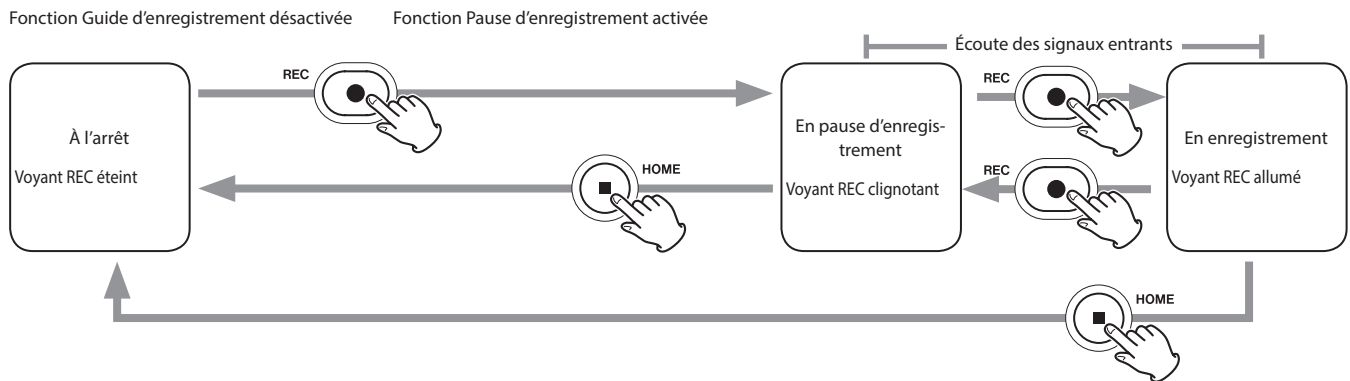 Fonction Guide d'enregistrement désactivée Fonction Pause d'enregistrement activée
Écoute des signaux entrants
REC
REC
À l'arrêt
Voyant REC éteint
En pause d'enregis-
trement
Voyant REC clignotant
En enregistrement
Voyant REC allumé
HOME
REC
HOME